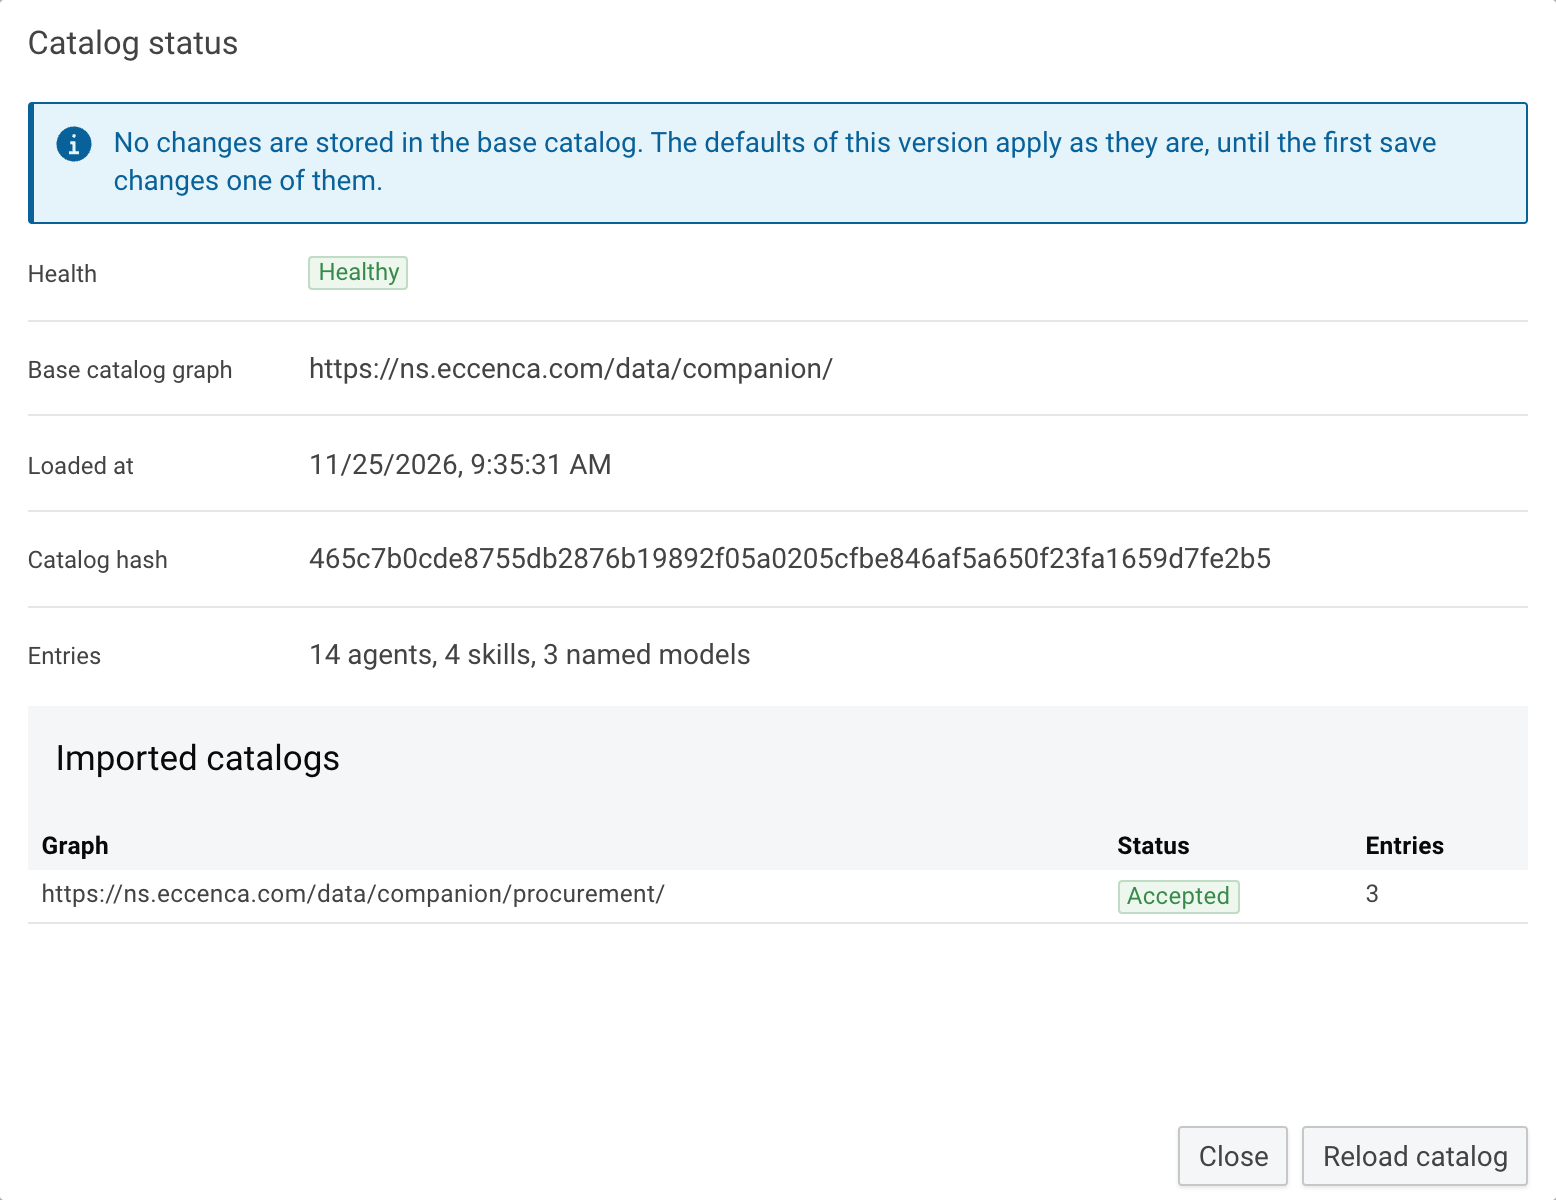 Catalog status
No changes are stored in the base catalog. The defaults of this version apply as they are, until the first save
changes one of them.
Health Healthy
Base catalog graph https://ns.eccenca.com/data/companion/
Loaded at 11/25/2026, 9:35:31 AM
Catalog hash 465c7b0cde8755db2876b19892f05a0205cfbe846af5a650f23fa1659d7fe2b5
Entries 14 agents, 4 skills, 3 named models
Imported catalogs
Graph Status Entries
https://ns.eccenca.com/data/companion/procurement/ Accepted 3
Close Reload catalog